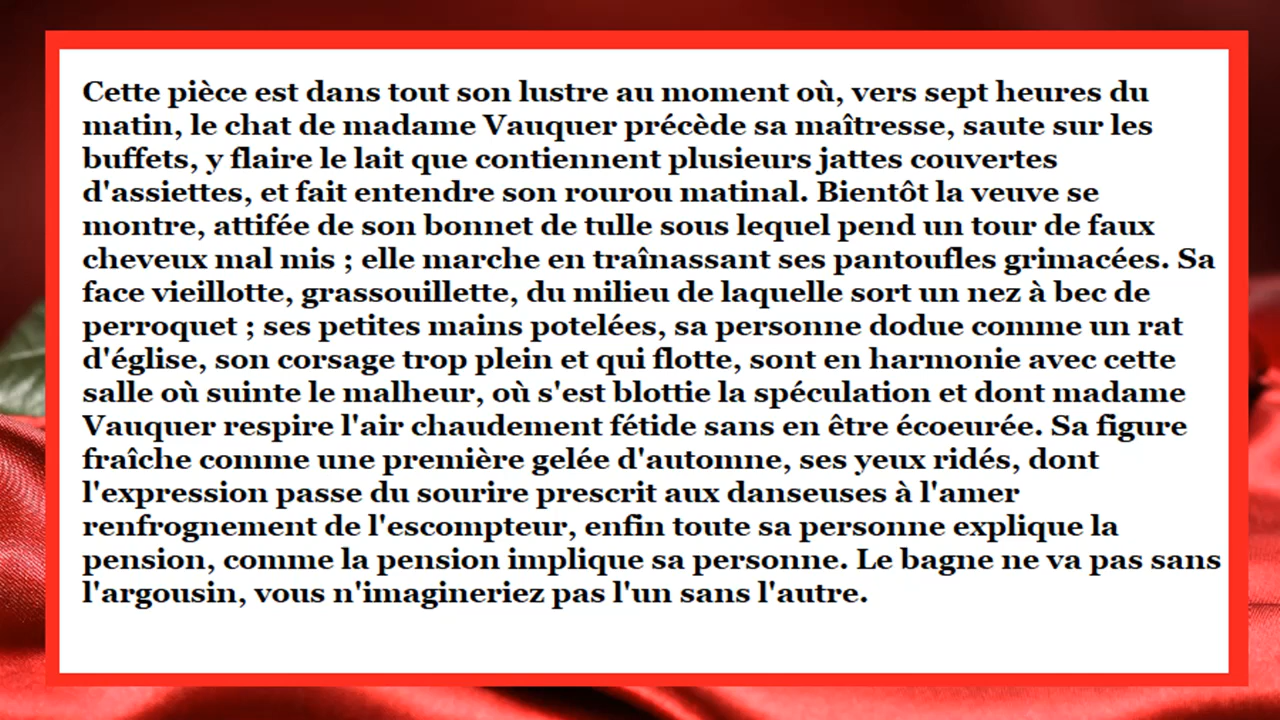 Cette pièce est dans tout son lustre au moment où, vers sept heures du
matin, le chat de madame Vauquer précède sa maîtresse, saute sur les
buffets, y flaire le lait que contiennent plusieurs jattes couvertes
d'assiettes, et fait entendre son rourou matinal. Bientôt la veuve se
montre, attifée de son bonnet de tulle sous lequel pend un tour de faux
cheveux mal mis ; elle marche en traînassant ses pantoufles grimacées. Sa
face vieillotte, grassouillette, du milieu de laquelle sort un nez à bec de
perroquet ; ses petites mains potelées, sa personne dodue comme un rat
d'église, son corsage trop plein et qui flotte, sont en harmonie avec cette
salle où suinte le malheur, où s'est blottie la spéculation et dont madame
Vauquer respire l'air chaudement fétide sans en être écoeurée. Sa figure
fraîche comme une première gelée d'automne, ses yeux ridés, dont
l'expression passe du sourire prescrit aux danseuses à l'amer
renfrognement de l'escompteur, enfin toute sa personne explique la
pension, comme la pension implique sa personne. Le bagne ne va pas sans
l'argousin, vous n'imagineriez pas l'un sans l'autre.